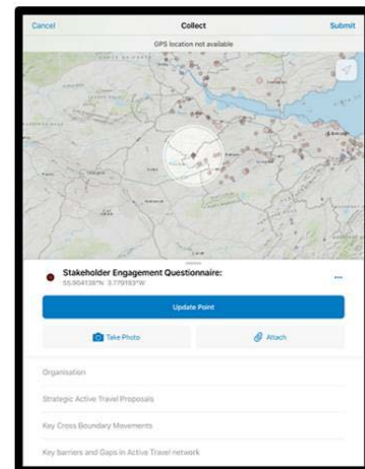 Cancel
Collect
Submit
GPS location not available
Stakeholder Engagement Questionnaire:
55.904138°N 3.779193°W
Update Point
Take Photo
Attach
Organisation
Strategic Active Travel Proposals
Key Cross Boundary Movements
Key barriers and Gaps in Active Travel network